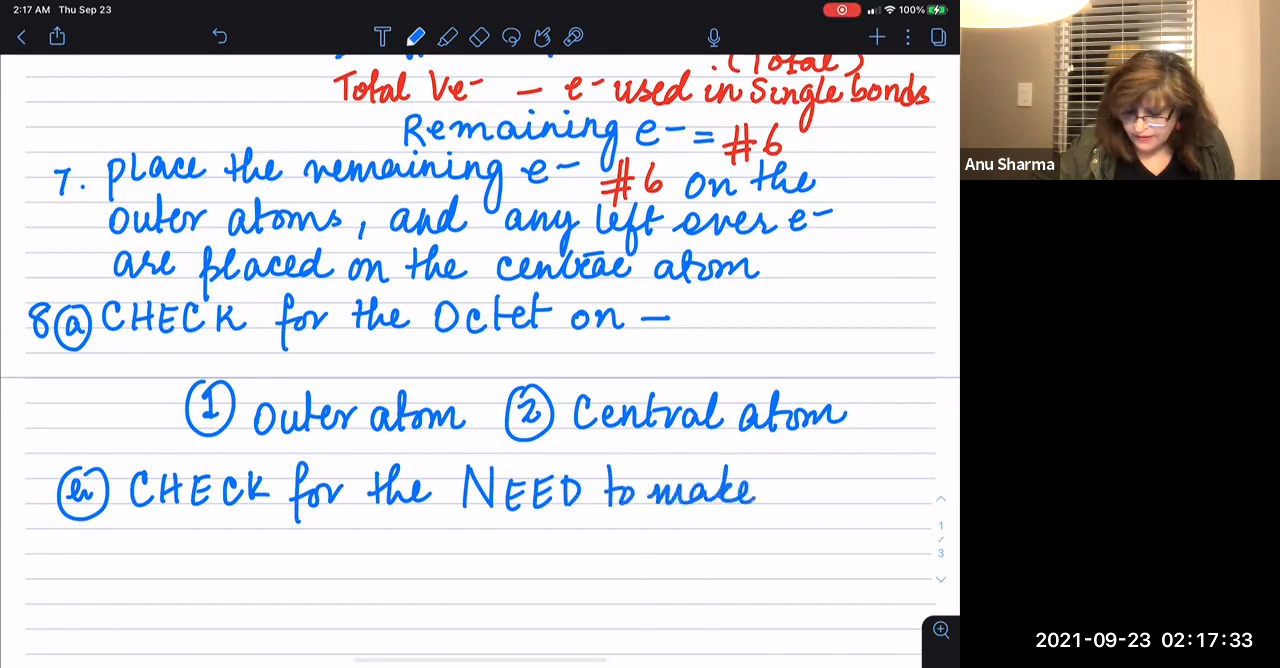 2:17 AM Thu Sep 23
100%
. (Total)
Total Ve- - e- used in Single bonds
Remaining e- = #6
7. place the remaining e- #6 on the
outer atoms, and any left over e-
are placed on the central atom
8 (a) CHECK for the Octet on -
(1) Outer atom (2) Central atom
(b) CHECK for the NEED to make
1
/
3
Anu Sharma
2021-09-23 02:17:33